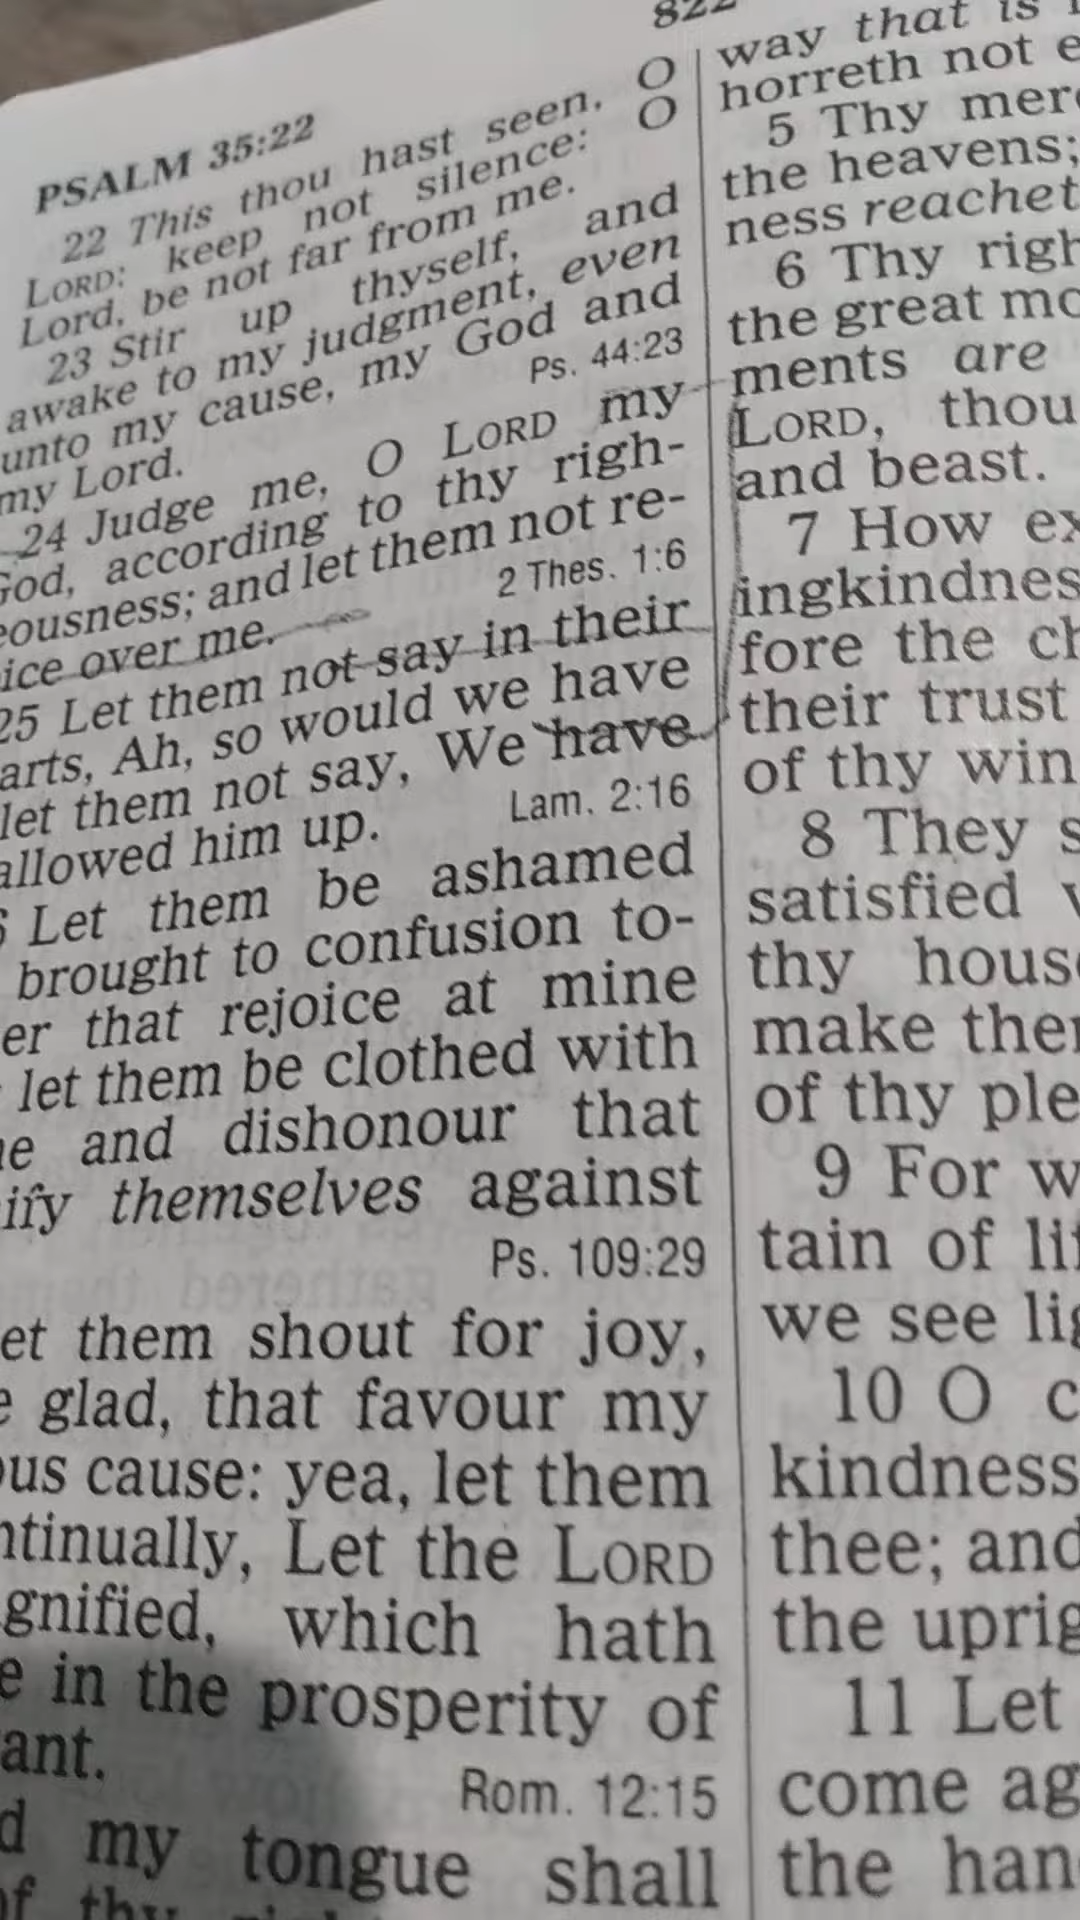 822
PSALM 35:22
22 This thou hast seen, O
LORD: keep not silence: O
Lord, be not far from me.
23 Stir up thyself, and
awake to my judgment, even
unto my cause, my God and
my Lord.
Ps. 44:23
24 Judge me, O LORD my
God, according to thy righ-
eousness; and let them not re-
ice over me.
2 Thes. 1:6
25 Let them not say in their
arts, Ah, so would we have
let them not say, We have
allowed him up.
Lam. 2:16
6 Let them be ashamed
brought to confusion to-
er that rejoice at mine
let them be clothed with
e and dishonour that
ify themselves against
Ps. 109:29
et them shout for joy,
e glad, that favour my
ous cause: yea, let them
ntinually, Let the LORD
gnified, which hath
e in the prosperity of
ant.
Rom. 12:15
d my tongue shall
of thy
way that is
horreth not e
5 Thy mer
the heavens;
ness reachet
6 Thy righ
the great mo
ments are
LORD, thou
and beast.
7 How ex
ingkindnes
fore the ch
their trust
of thy win
8 They s
satisfied
thy hous
make the
of thy ple
9 For w
tain of li
we see lig
10 O c
kindness
thee; and
the uprig
11 Let
come ag
the han